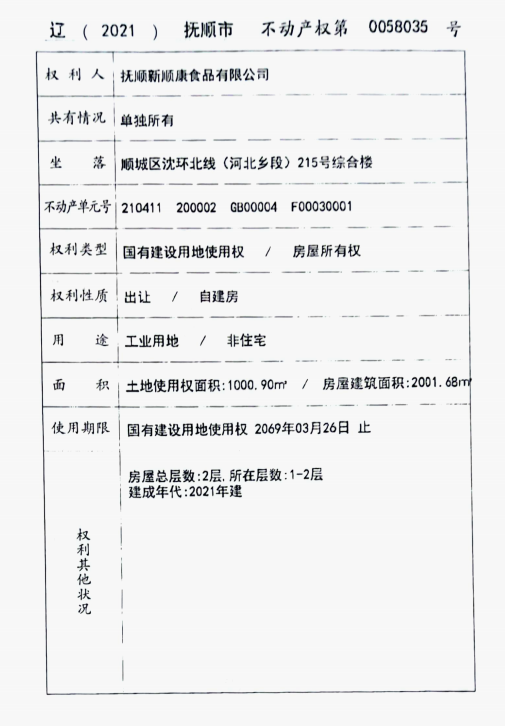 辽 ( 2021 ) 抚顺市 不动产权第 0058035 号
权利人 抚顺新顺康食品有限公司
共有情况 单独所有
坐落 顺城区沈环北线(河北乡段)215号综合楼
不动产单元号 210411 200002 GB00004 F00030001
权利类型 国有建设用地使用权 / 房屋所有权
权利性质 出让 / 自建房
用途 工业用地 / 非住宅
面积 土地使用权面积:1000.90㎡ / 房屋建筑面积:2001.68㎡
使用期限 国有建设用地使用权 2069年03月26日 止
权利其他状况
房屋总层数:2层,所在层数:1-2层
建成年代:2021年建